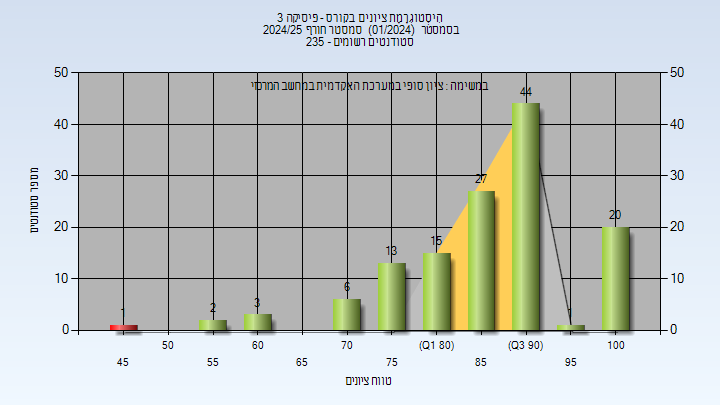 היסטוגרמת ציונים בקורס - פיסיקה 3
בסמסטר (01/2024) סמסטר חורף 2024/25
סטודנטים רשומים - 235
במשימה : ציון סופי במערכת האקדמית במחשב המרכזי
מספר סטודנטים
50 50
40 40
30 30
20 20
10 10
0 0
1 2 3 6 13 15 27 44 1 20
50 60 70 (Q1 80) (Q3 90) 100
45 55 65 75 85 95
טווח ציונים